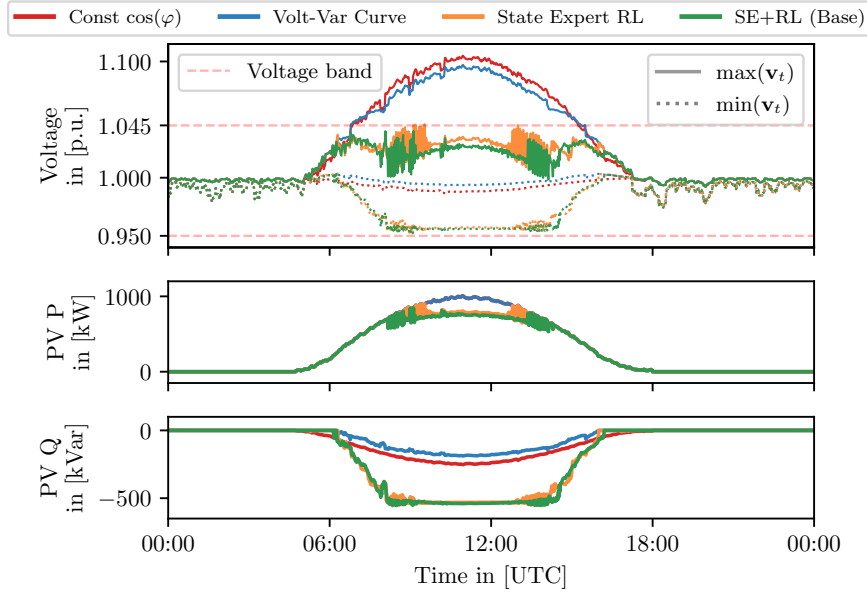 Const cos(φ) Volt-Var Curve State Expert RL SE+RL (Base)
Voltage band
max(v_t)
min(v_t)
Voltage
in [p.u.]
1.100
1.045
1.000
0.950
PV P
in [kW]
1000
0
PV Q
in [kVar]
0
−500
00:00 06:00 12:00 18:00 00:00
Time in [UTC]